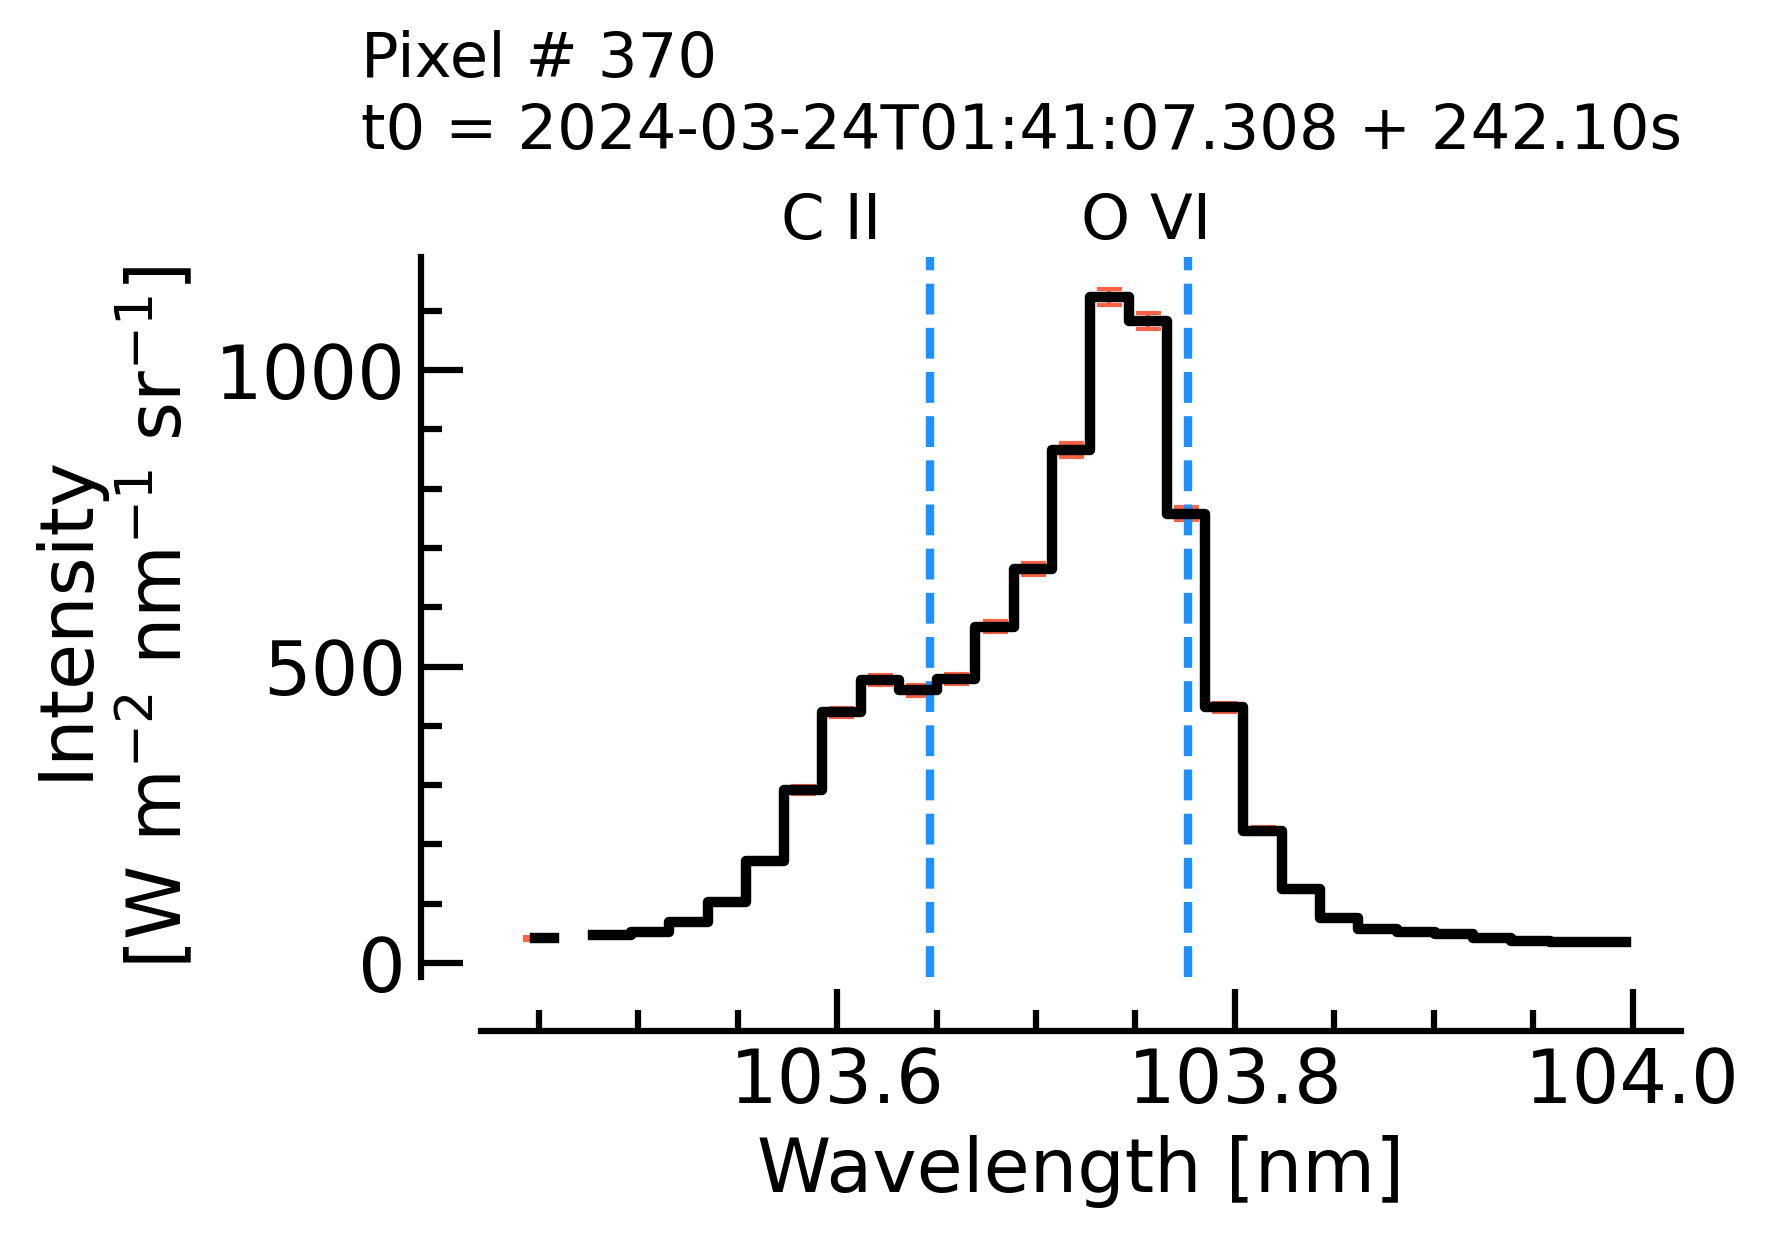 Pixel # 370
t0 = 2024-03-24T01:41:07.308 + 242.10s
C II O VI
Intensity
[W m⁻² nm⁻¹ sr⁻¹]
1000
500
0
103.6 103.8 104.0
Wavelength [nm]